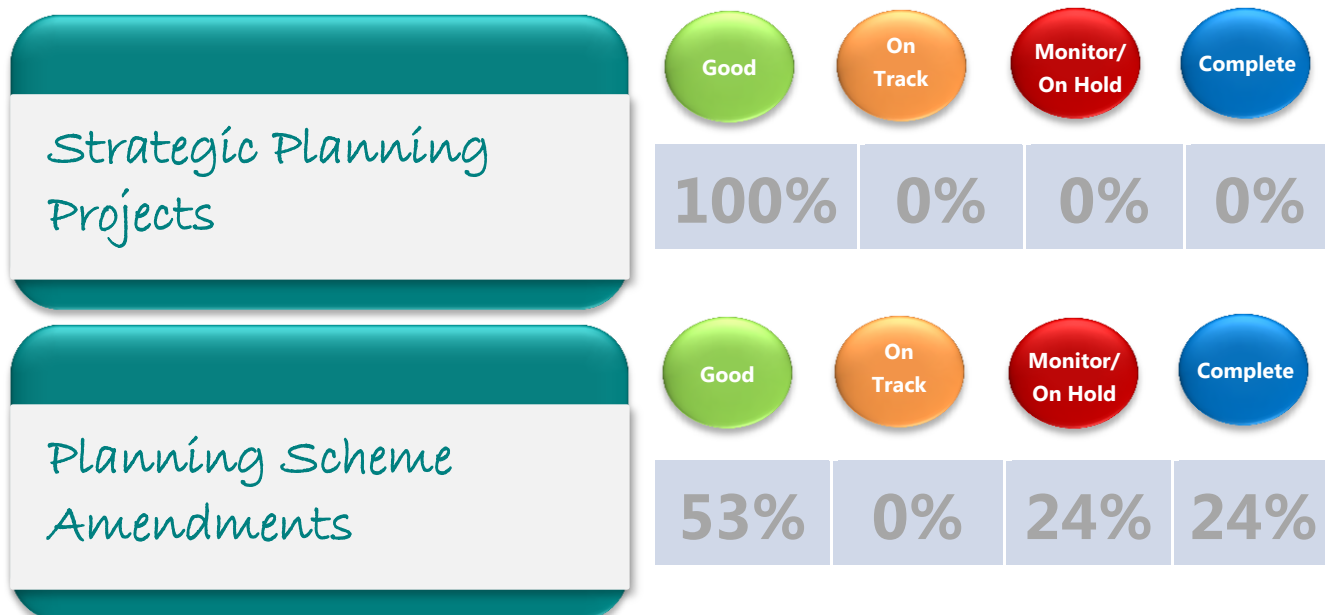 Strategic Planning
Projects
Good
On
Track
Monitor/
On Hold
Complete
100% 0% 0% 0%
Planning Scheme
Amendments
Good
On
Track
Monitor/
On Hold
Complete
53% 0% 24% 24%